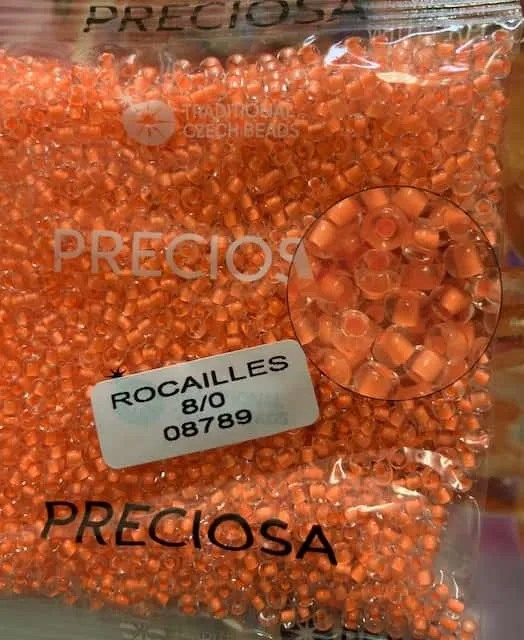 PRECIOSA
TRADITIONAL
CZECH BEADS
PRECIOSA
ROCAILLES
8/0
08789
PRECIOSA